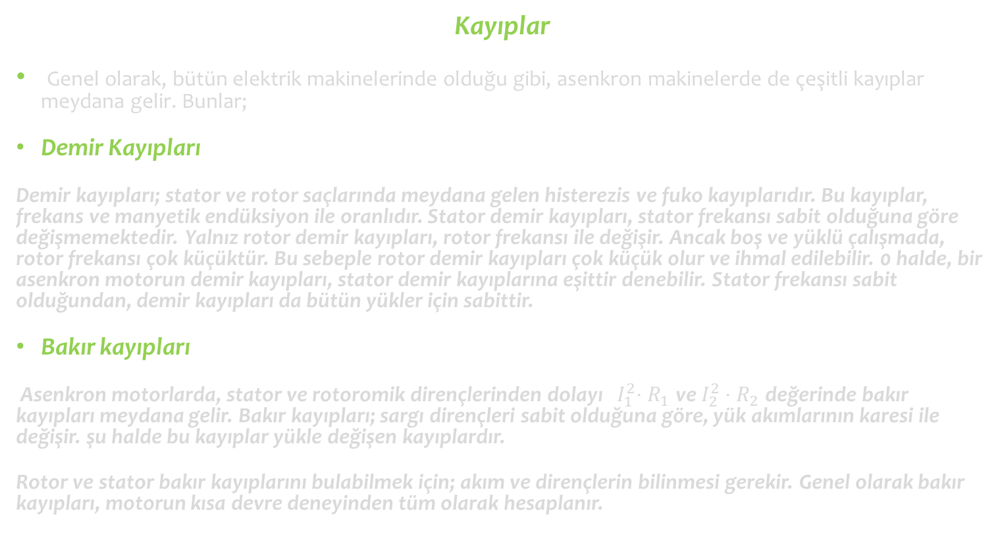 Kayıplar
• Genel olarak, bütün elektrik makinelerinde olduğu gibi, asenkron makinelerde de çeşitli kayıplar
meydana gelir. Bunlar;
• Demir Kayıpları
Demir kayıpları; stator ve rotor saçlarında meydana gelen histerezis ve fuko kayıplarıdır. Bu kayıplar,
frekans ve manyetik endüksiyon ile oranlıdır. Stator demir kayıpları, stator frekansı sabit olduğuna göre
değişmemektedir. Yalnız rotor demir kayıpları, rotor frekansı ile değişir. Ancak boş ve yüklü çalışmada,
rotor frekansı çok küçüktür. Bu sebeple rotor demir kayıpları çok küçük olur ve ihmal edilebilir. 0 halde, bir
asenkron motorun demir kayıpları, stator demir kayıplarına eşittir denebilir. Stator frekansı sabit
olduğundan, demir kayıpları da bütün yükler için sabittir.
• Bakır kayıpları
Asenkron motorlarda, stator ve rotoromik dirençlerinden dolayı $I_1^2 \cdot R_1$ ve $I_2^2 \cdot R_2$ değerinde bakır
kayıpları meydana gelir. Bakır kayıpları; sargı dirençleri sabit olduğuna göre, yük akımlarının karesi ile
değişir. şu halde bu kayıplar yükle değişen kayıplardır.
Rotor ve stator bakır kayıplarını bulabilmek için; akım ve dirençlerin bilinmesi gerekir. Genel olarak bakır
kayıpları, motorun kısa devre deneyinden tüm olarak hesaplanır.